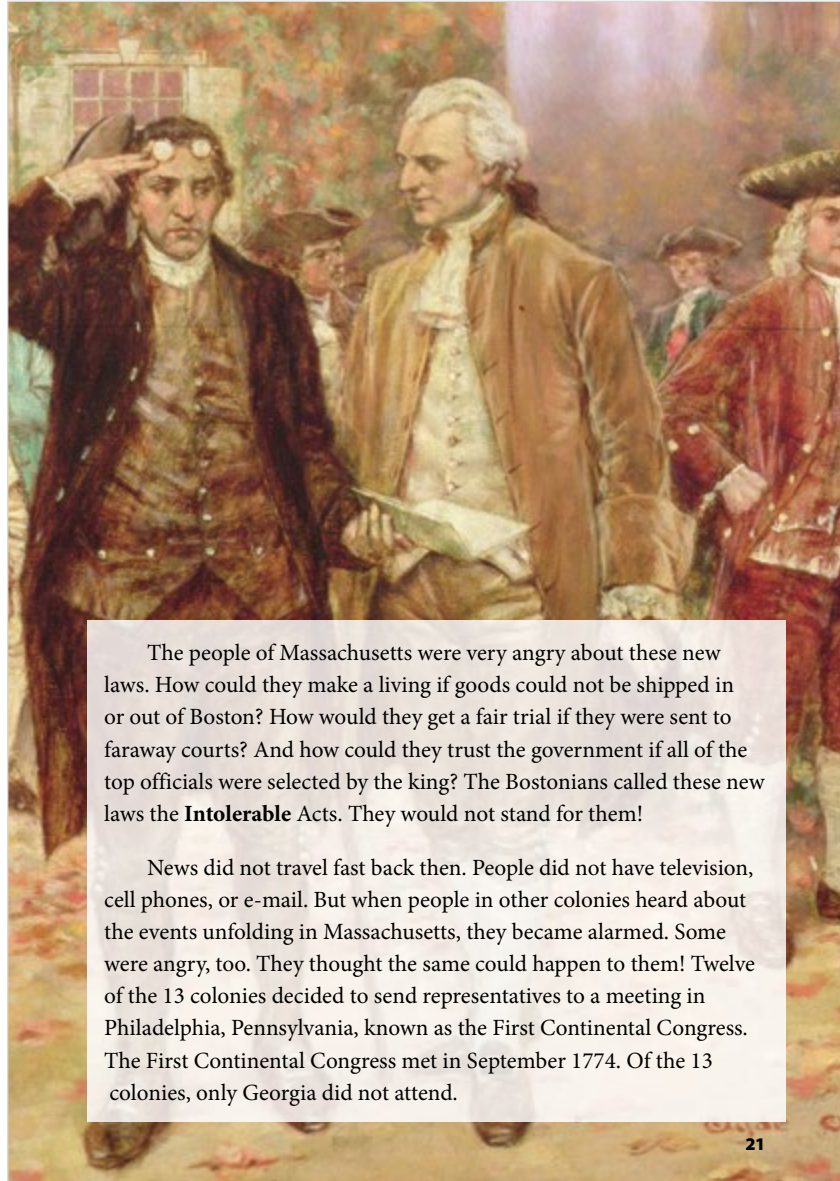 The people of Massachusetts were very angry about these new
laws. How could they make a living if goods could not be shipped in
or out of Boston? How would they get a fair trial if they were sent to
faraway courts? And how could they trust the government if all of the
top officials were selected by the king? The Bostonians called these new
laws the Intolerable Acts. They would not stand for them!
News did not travel fast back then. People did not have television,
cell phones, or e-mail. But when people in other colonies heard about
the events unfolding in Massachusetts, they became alarmed. Some
were angry, too. They thought the same could happen to them! Twelve
of the 13 colonies decided to send representatives to a meeting in
Philadelphia, Pennsylvania, known as the First Continental Congress.
The First Continental Congress met in September 1774. Of the 13
colonies, only Georgia did not attend.
21